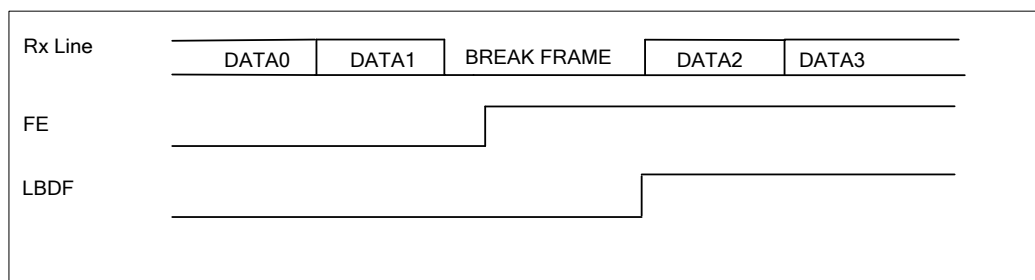 Rx Line
DATA0 DATA1 BREAK FRAME DATA2 DATA3
FE
LBDF